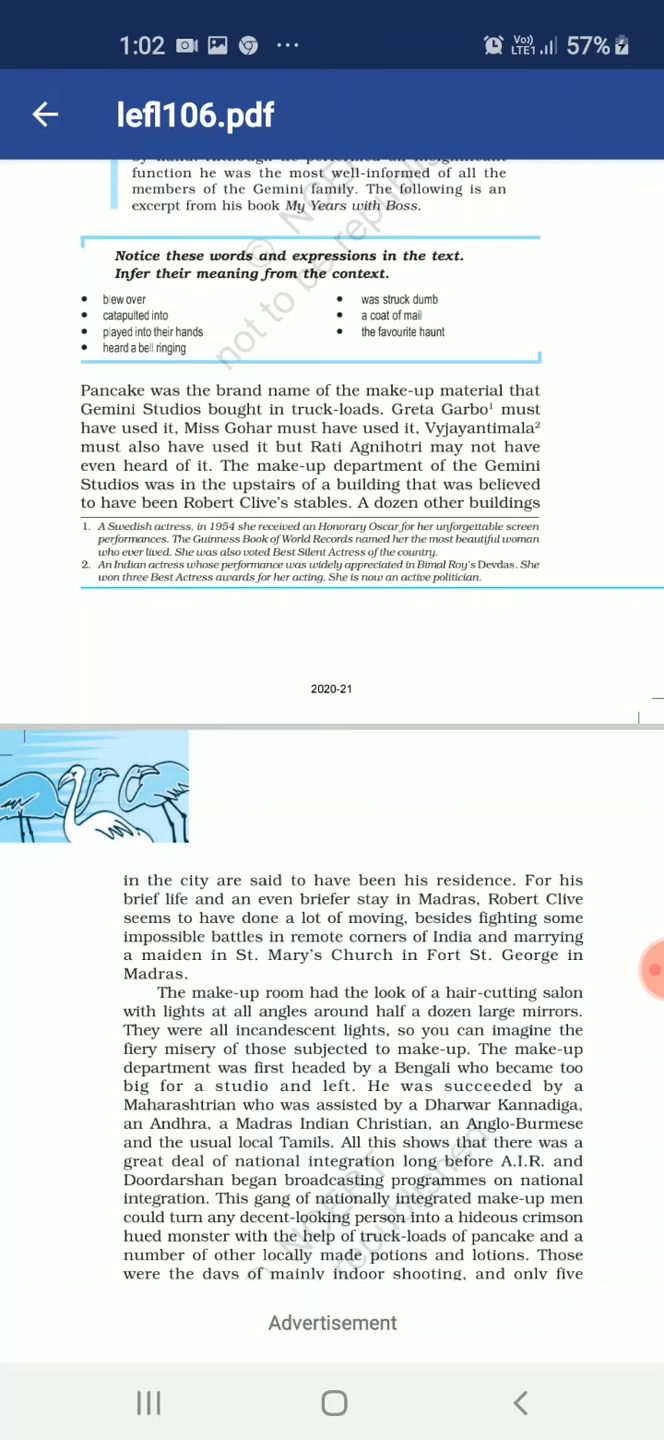 1:02
Vo))
LTE1
57%
lefl106.pdf
function he was the most well-informed of all the
members of the Gemini family. The following is an
excerpt from his book My Years with Boss.
© NCERT
not to be republished
Notice these words and expressions in the text.
Infer their meaning from the context.
• blew over
• catapulted into
• played into their hands
• heard a bell ringing
• was struck dumb
• a coat of mail
• the favourite haunt
Pancake was the brand name of the make-up material that
Gemini Studios bought in truck-loads. Greta Garbo¹ must
have used it, Miss Gohar must have used it, Vyjayantimala²
must also have used it but Rati Agnihotri may not have
even heard of it. The make-up department of the Gemini
Studios was in the upstairs of a building that was believed
to have been Robert Clive's stables. A dozen other buildings
1. A Swedish actress, in 1954 she received an Honorary Oscar for her unforgettable screen
performances. The Guinness Book of World Records named her the most beautiful woman
who ever lived. She was also voted Best Silent Actress of the country.
2. An Indian actress whose performance was widely appreciated in Bimal Roy's Devdas. She
won three Best Actress awards for her acting. She is now an active politician.
2020-21
in the city are said to have been his residence. For his
brief life and an even briefer stay in Madras, Robert Clive
seems to have done a lot of moving, besides fighting some
impossible battles in remote corners of India and marrying
a maiden in St. Mary's Church in Fort St. George in
Madras.
The make-up room had the look of a hair-cutting salon
with lights at all angles around half a dozen large mirrors.
They were all incandescent lights, so you can imagine the
fiery misery of those subjected to make-up. The make-up
department was first headed by a Bengali who became too
big for a studio and left. He was succeeded by a
Maharashtrian who was assisted by a Dharwar Kannadiga,
an Andhra, a Madras Indian Christian, an Anglo-Burmese
and the usual local Tamils. All this shows that there was a
great deal of national integration long before A.I.R. and
Doordarshan began broadcasting programmes on national
integration. This gang of nationally integrated make-up men
could turn any decent-looking person into a hideous crimson
hued monster with the help of truck-loads of pancake and a
number of other locally made potions and lotions. Those
were the days of mainly indoor shooting, and only five
NCERT
republished
Advertisement